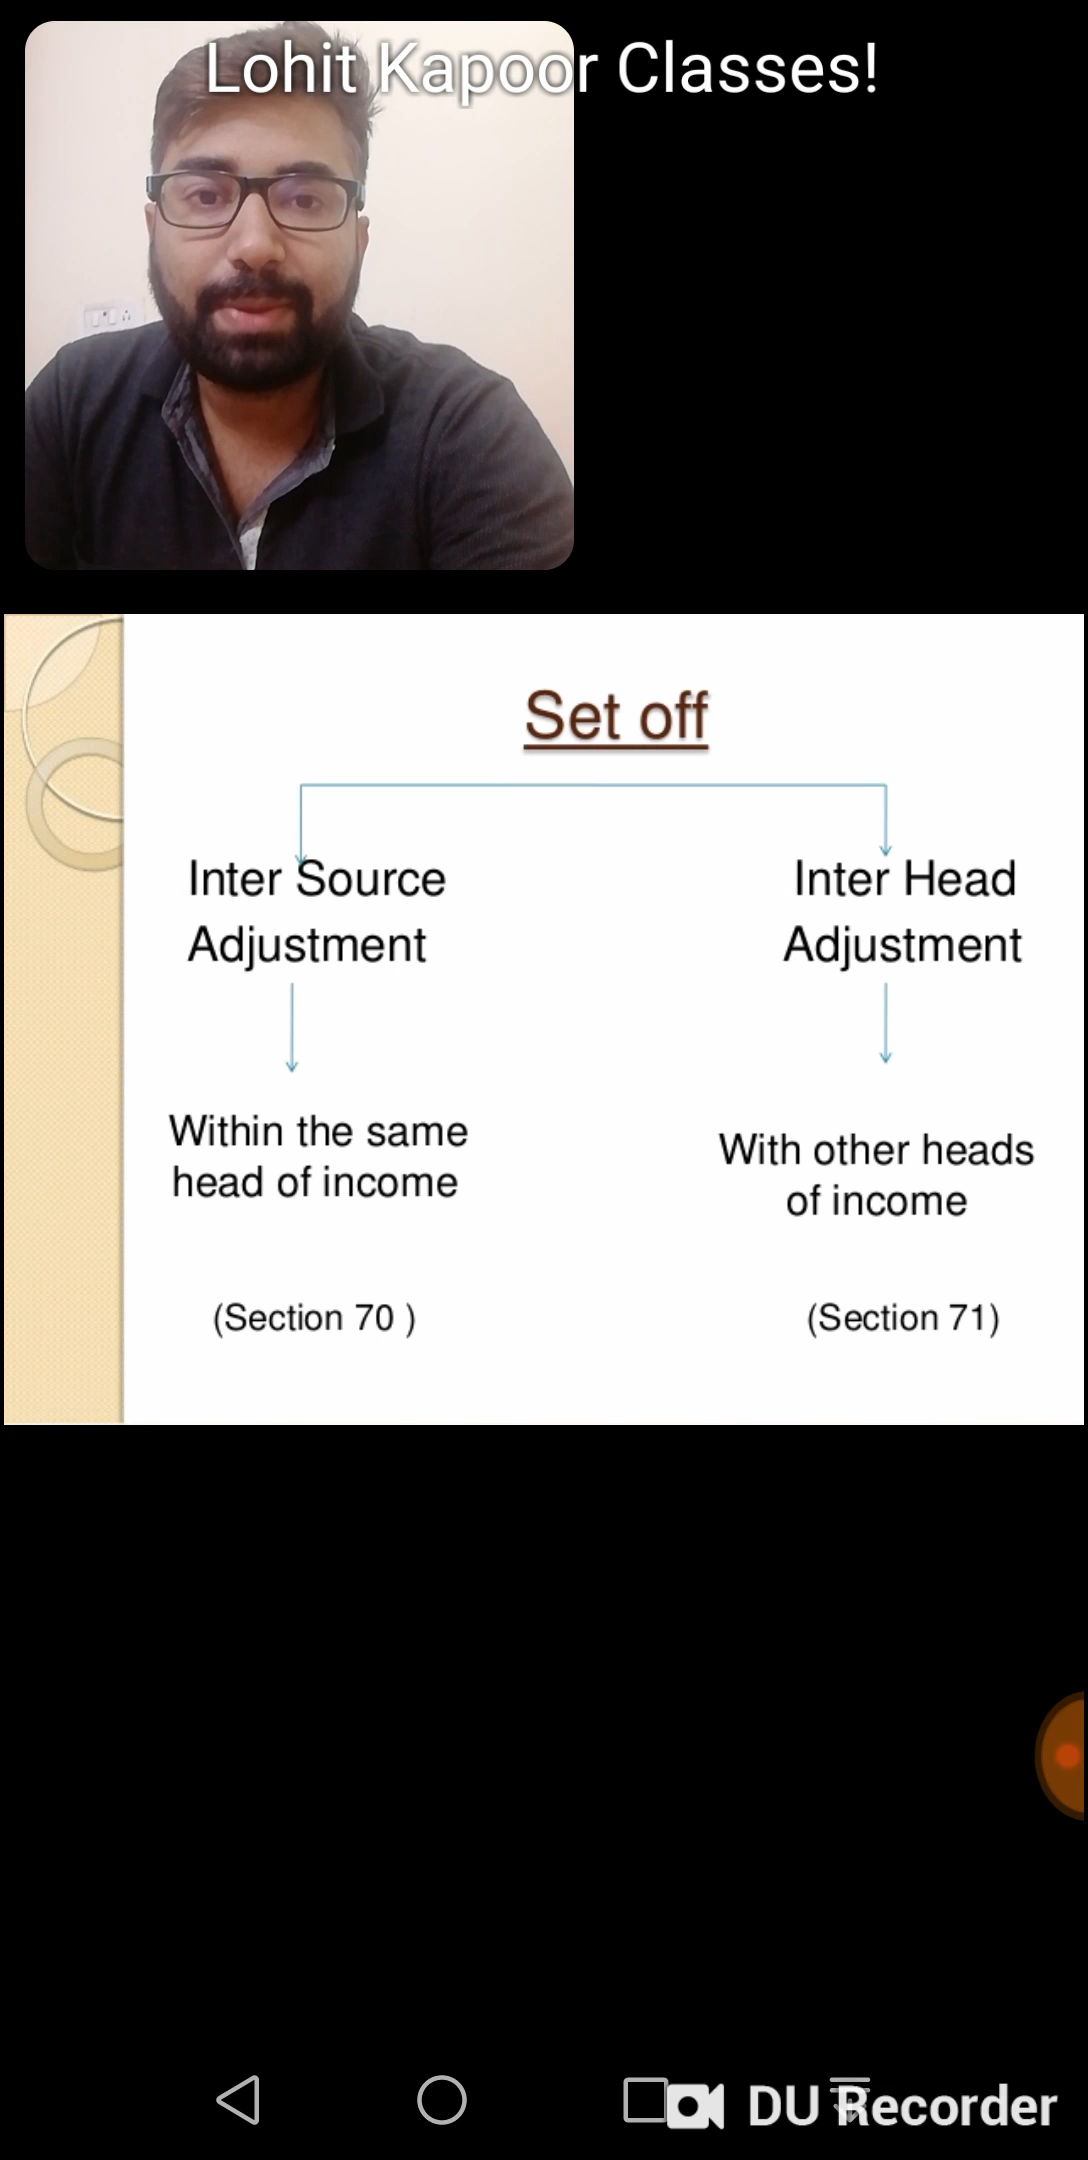 Lohit Kapoor Classes!
Set off
Inter Source
Adjustment
Inter Head
Adjustment
Within the same
head of income
With other heads
of income
(Section 70 )
(Section 71)
DU Recorder